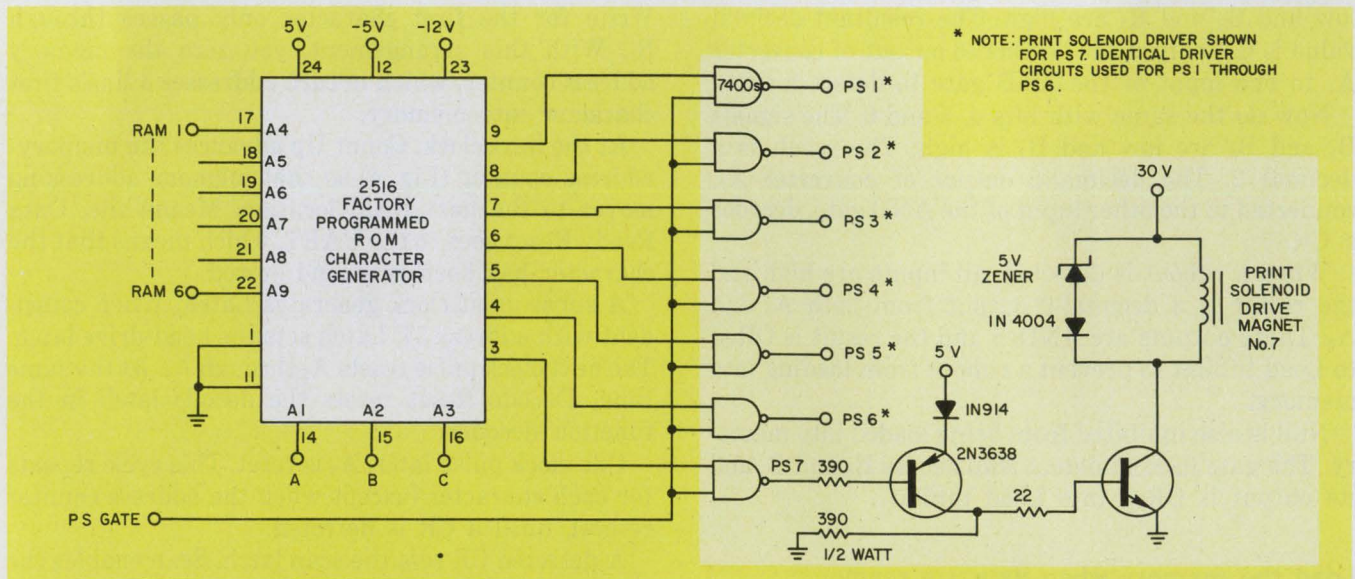 5V
-5V
-12V
24
12
23
* NOTE: PRINT SOLENOID DRIVER SHOWN
FOR PS 7. IDENTICAL DRIVER
CIRCUITS USED FOR PS 1 THROUGH
PS 6.
RAM 1
17
A4
18
A5
19
A6
20
A7
21
A8
RAM 6
22
A9
1
11
2516
FACTORY
PROGRAMMED
ROM
CHARACTER
GENERATOR
9
8
7
6
5
4
3
A1
A2
A3
14
15
16
A
B
C
PS GATE
7400s
PS 1*
PS 2*
PS 3*
PS 4*
PS 5*
PS 6*
PS 7
390
390
1/2 WATT
5 V
IN914
2N3638
22
30 V
5V
ZENER
IN 4004
PRINT
SOLENOID
DRIVE
MAGNET
No.7